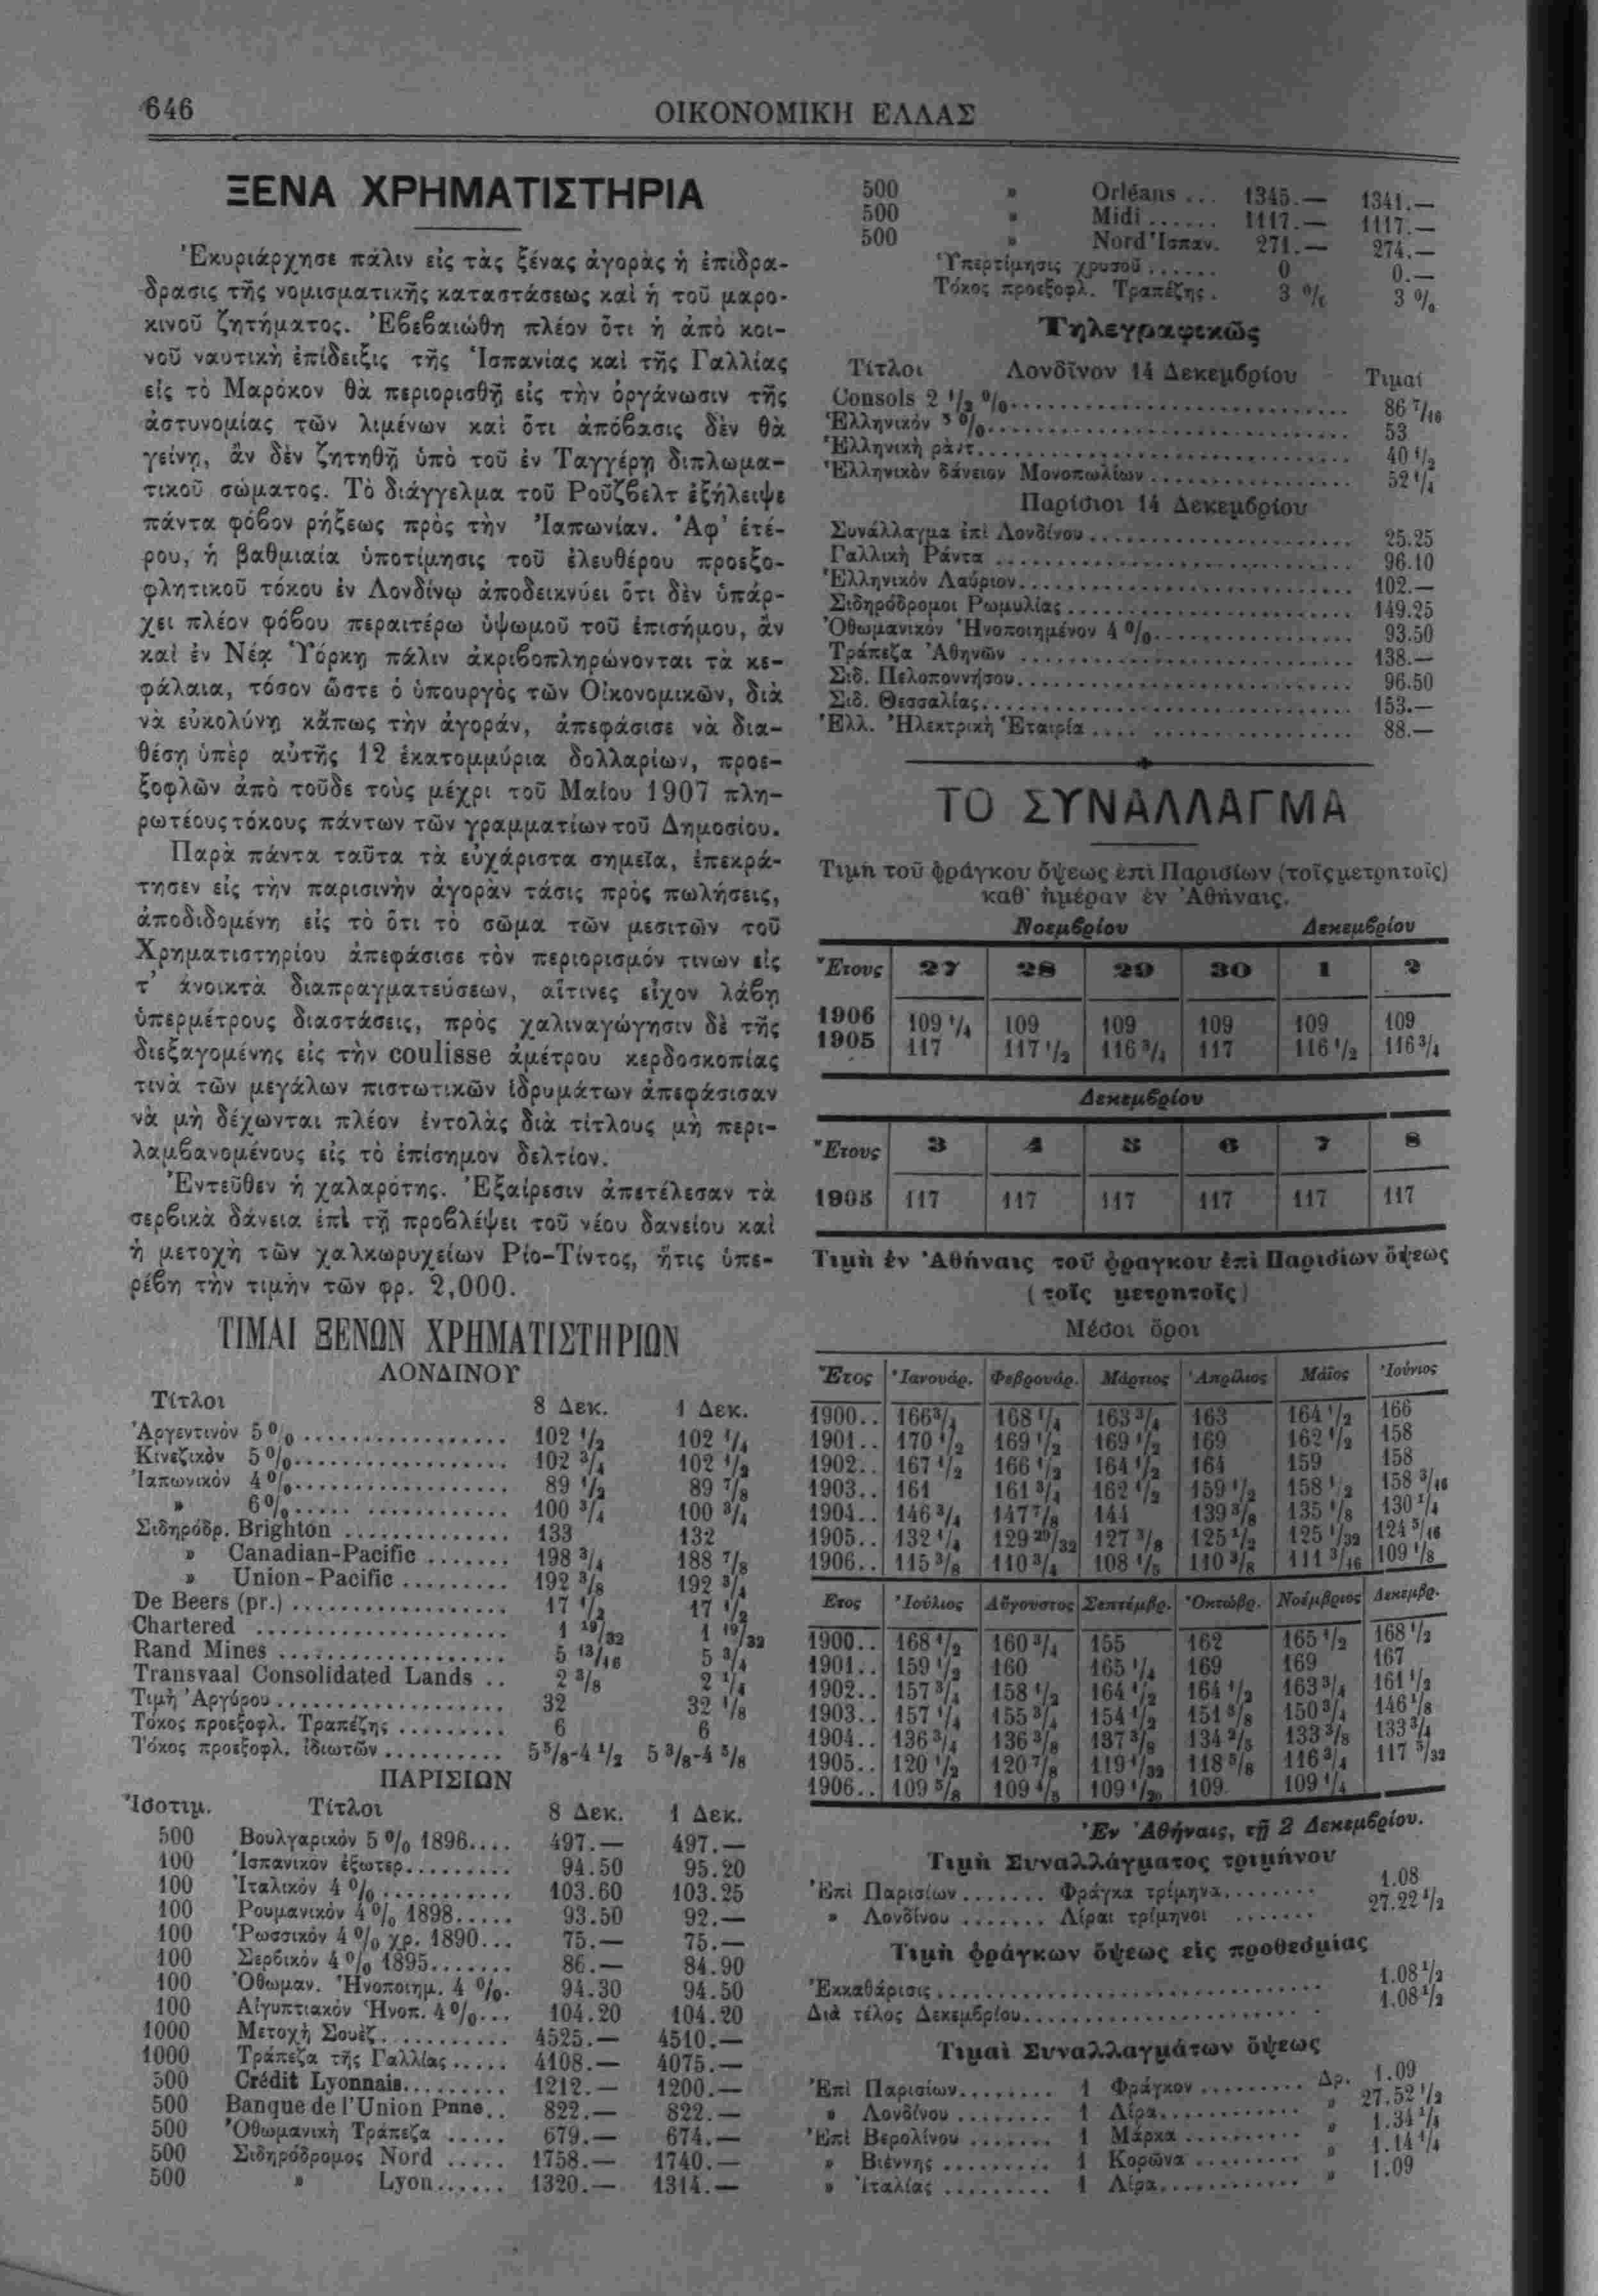 646
ΟΙΚΟΝΟΜΙΚΗ ΕΛΛΑΣ
ΞΕΝΑ ΧΡΗΜΑΤΙΣΤΗΡΙΑ
Ἐκυριάρχησε πάλιν εἰς τὰς ξένας ἀγορὰς ἡ ἐπίδρα-
δρασις τῆς νομισματικῆς καταστάσεως καὶ ἡ τοῦ μαρο-
κινοῦ ζητήματος. Ἐβεβαιώθη πλέον ὅτι ἡ ἀπὸ κοι-
νοῦ ναυτικὴ ἐπίδειξις τῆς Ἱσπανίας καὶ τῆς Γαλλίας
εἰς τὸ Μαρόκον θὰ περιορισθῇ εἰς τὴν ὀργάνωσιν τῆς
ἀστυνομίας τῶν λιμένων καὶ ὅτι ἀπόβασις δὲν θὰ
γείνῃ, ἂν δὲν ζητηθῇ ὑπὸ τοῦ ἐν Ταγγέρῃ διπλωμα-
τικοῦ σώματος. Τὸ διάγγελμα τοῦ Ροῦζβελτ ἐξήλειψε
πάντα φόβον ρήξεως πρὸς τὴν Ἰαπωνίαν. Ἀφ' ἑτέ-
ρου, ἡ βαθμιαία ὑποτίμησις τοῦ ἐλευθέρου προεξο-
φλητικοῦ τόκου ἐν Λονδίνῳ ἀποδεικνύει ὅτι δὲν ὑπάρ-
χει πλέον φόβου περαιτέρω ὑψωμοῦ τοῦ ἐπισήμου, ἂν
καὶ ἐν Νέᾳ Ὑόρκῃ πάλιν ἀκριβοπληρώνονται τὰ κε-
φάλαια, τόσον ὥστε ὁ ὑπουργὸς τῶν Οἰκονομικῶν, διὰ
νὰ εὐκολύνῃ κἄπως τὴν ἀγοράν, ἀπεφάσισε νὰ δια-
θέσῃ ὑπὲρ αὐτῆς 12 ἑκατομμύρια δολλαρίων, προε-
ξοφλῶν ἀπὸ τοῦδε τοὺς μέχρι τοῦ Μαΐου 1907 πλη-
ρωτέους τόκους πάντων τῶν γραμματίων τοῦ Δημοσίου.
Παρὰ πάντα ταῦτα τὰ εὐχάριστα σημεῖα, ἐπεκρά-
τησεν εἰς τὴν παρισινὴν ἀγορὰν τάσις πρὸς πωλήσεις,
ἀποδιδομένη εἰς τὸ ὅτι τὸ σῶμα τῶν μεσιτῶν τοῦ
Χρηματιστηρίου ἀπεφάσισε τὸν περιορισμόν τινων εἰς
τ' ἀνοικτὰ διαπραγματεύσεων, αἵτινες εἶχον λάβῃ
ὑπερμέτρους διαστάσεις, πρὸς χαλιναγώγησιν δὲ τῆς
διεξαγομένης εἰς τὴν coulisse ἀμέτρου κερδοσκοπίας
τινὰ τῶν μεγάλων πιστωτικῶν ἱδρυμάτων ἀπεφάσισαν
νὰ μὴ δέχωνται πλέον ἐντολὰς διὰ τίτλους μὴ περι-
λαμβανομένους εἰς τὸ ἐπίσημον δελτίον.
Ἐντεῦθεν ἡ χαλαρότης. Ἐξαίρεσιν ἀπετέλεσαν τὰ
σερβικὰ δάνεια ἐπὶ τῇ προβλέψει τοῦ νέου δανείου καὶ
ἡ μετοχὴ τῶν χαλκωρυχείων Ρίο-Τίντος, ἥτις ὑπε-
ρέβη τὴν τιμὴν τῶν φρ. 2,000.
ΤΙΜΑΙ ΞΕΝΩΝ ΧΡΗΜΑΤΙΣΤΗΡΙΩΝ
ΛΟΝΔΙΝΟΥ
Τίτλοι 8 Δεκ. 1 Δεκ.
Ἀργεντινὸν 5% 102 1/2 102 1/4
Κινεζικὸν 5% 102 3/4 102 1/2
Ἰαπωνικόν 4% 89 1/2 89 7/8
» 6% 100 3/4 100 3/4
Σιδηρόδρ. Brighton 133 132
» Canadian-Pacific 198 3/4 188 7/8
» Union-Pacific 192 3/8 192 3/4
De Beers (pr.) 17 1/2 17 1/2
Chartered 1 19/32 1 19/32
Rand Mines 5 13/16 5 3/4
Transvaal Consolidated Lands 2 3/8 2 1/4
Τιμὴ Ἀργύρου 32 32 1/8
Τόκος προεξοφλ. Τραπέζης 6 6
Τόκος προεξοφλ. ἰδιωτῶν 5 5/8-4 1/2 5 3/8-4 5/8
ΠΑΡΙΣΙΩΝ
Ἰσοτιμ. Τίτλοι 8 Δεκ. 1 Δεκ.
500 Βουλγαρικόν 5% 1896.... 497.— 497.—
100 Ἱσπανικὸν ἐξωτερ. 94.50 95.20
100 Ἰταλικόν 4% 103.60 103.25
100 Ρουμανικὸν 4% 1898 93.50 92.—
100 Ῥωσσικόν 4% χρ. 1890... 75.— 75.—
100 Σερβικὸν 4% 1895 86.— 84.90
100 Ὀθωμαν. Ἡνοποιημ. 4%. 94.30 94.50
100 Αἰγυπτιακόν Ἡνοπ. 4%... 104.20 104.20
1000 Μετοχὴ Σουὲζ 4525.— 4510.—
1000 Τράπεζα τῆς Γαλλίας 4108.— 4075.—
500 Crédit Lyonnais 1212.— 1200.—
500 Banque de l'Union Pnne.. 822.— 822.—
500 Ὀθωμανικὴ Τράπεζα 679.— 674.—
500 Σιδηρόδρομος Nord 1758.— 1740.—
500 » Lyon 1320.— 1314.—
500 » Orléans ... 1345.— 1341.—
500 » Midi 1117.— 1117.—
500 » Nord Ἱσπαν. 271.— 274.—
Ὑπερτίμησις χρυσοῦ 0 0.—
Τόκος προεξοφλ. Τραπέζης. 3 % 3 %
Τηλεγραφικῶς
Τίτλοι Λονδῖνον 14 Δεκεμβρίου Τιμαί
Consols 2 1/2 % 86 7/16
Ἑλληνικόν 5 % 53
Ἑλληνικὴ ράντ. 40 1/2
Ἑλληνικὸν δάνειον Μονοπωλίων 52 1/4
Παρίσιοι 14 Δεκεμβρίου
Συνάλλαγμα ἐπὶ Λονδίνου 25.25
Γαλλικὴ Ράντα 96.10
Ἑλληνικόν Λαύριον 102.—
Σιδηρόδρομοι Ρωμυλίας 149.25
Ὀθωμανικόν Ἡνοποιημένον 4 % 93.50
Τράπεζα Ἀθηνῶν 138.—
Σιδ. Πελοποννήσου 96.50
Σιδ. Θεσσαλίας 153.—
Ἑλλ. Ἠλεκτρικὴ Ἑταιρία 88.—
ΤΟ ΣΥΝΑΛΛΑΓΜΑ
Τιμὴ τοῦ φράγκου ὄψεως ἐπὶ Παρισίων (τοῖς μετρητοῖς)
καθ' ἡμέραν ἐν Ἀθήναις.
Νοεμβρίου Δεκεμβρίου
Ἔτους 27 28 29 30 1 2
1906 109 1/4 109 109 109 109 109
1905 117 117 1/2 116 3/4 117 116 1/2 116 3/4
Δεκεμβρίου
Ἔτους 3 4 5 6 7 8
1905 117 117 117 117 117 117
Τιμὴ ἐν Ἀθήναις τοῦ φραγκου ἐπὶ Παρισίων ὄψεως
(τοῖς μετρητοῖς)
Μέσοι ὅροι
Ἔτος Ἰανουάρ. Φεβρουάρ. Μάρτιος Ἀπρίλιος Μάϊος Ἰούνιος
1900.. 166 3/4 168 1/4 163 3/4 163 164 1/2 166
1901.. 170 1/2 169 1/2 169 1/2 169 162 1/2 158
1902.. 167 1/2 166 1/2 164 1/2 164 159 158
1903.. 161 161 3/4 162 1/2 159 1/2 158 1/2 158 3/16
1904.. 146 3/4 147 7/8 144 139 3/8 135 1/8 130 1/4
1905.. 132 1/4 129 29/32 127 3/8 125 1/2 125 1/32 124 5/16
1906.. 115 3/8 110 3/4 108 1/5 110 3/8 111 3/16 109 1/8
Ετος Ἰούλιος Αὔγουστος Σεπτέμβρ. Ὀκτώβρ. Νοέμβριος Δεκεμβρ.
1900.. 168 1/2 160 3/4 155 162 165 1/2 168 1/2
1901.. 159 1/2 160 165 1/4 169 169 167
1902.. 157 3/4 158 1/2 164 1/2 164 1/2 163 3/4 161 1/2
1903.. 157 1/4 155 3/4 154 1/2 151 3/8 150 3/4 146 1/8
1904.. 136 3/4 136 3/8 137 3/8 134 2/5 133 3/8 133 3/4
1905.. 120 1/2 120 7/8 119 1/32 118 5/8 116 3/4 117 5/32
1906.. 109 5/8 109 4/5 109 1/20 109 109 1/4
Ἐν Ἀθήναις, τῇ 2 Δεκεμβρίου.
Τιμὴ Συναλλάγματος τριμήνου
Ἐπὶ Παρισίων Φράγκα τρίμηνα 1.08
» Λονδίνου Λίραι τρίμηνοι 27.22 1/2
Τιμὴ φράγκων ὄψεως εἰς προθεσμίας
Ἐκκαθάρισις 1.08 1/2
Διὰ τέλος Δεκεμβρίου 1.08 1/2
Τιμαὶ Συναλλαγμάτων ὄψεως
Ἐπὶ Παρισίων 1 Φράγκον Δρ. 1.09
» Λονδίνου 1 Λίρα » 27.52 1/2
Ἐπὶ Βερολίνου 1 Μάρκα » 1.34 1/4
» Βιέννης 1 Κορῶνα » 1.14 1/4
» Ἰταλίας 1 Λίρα » 1.09